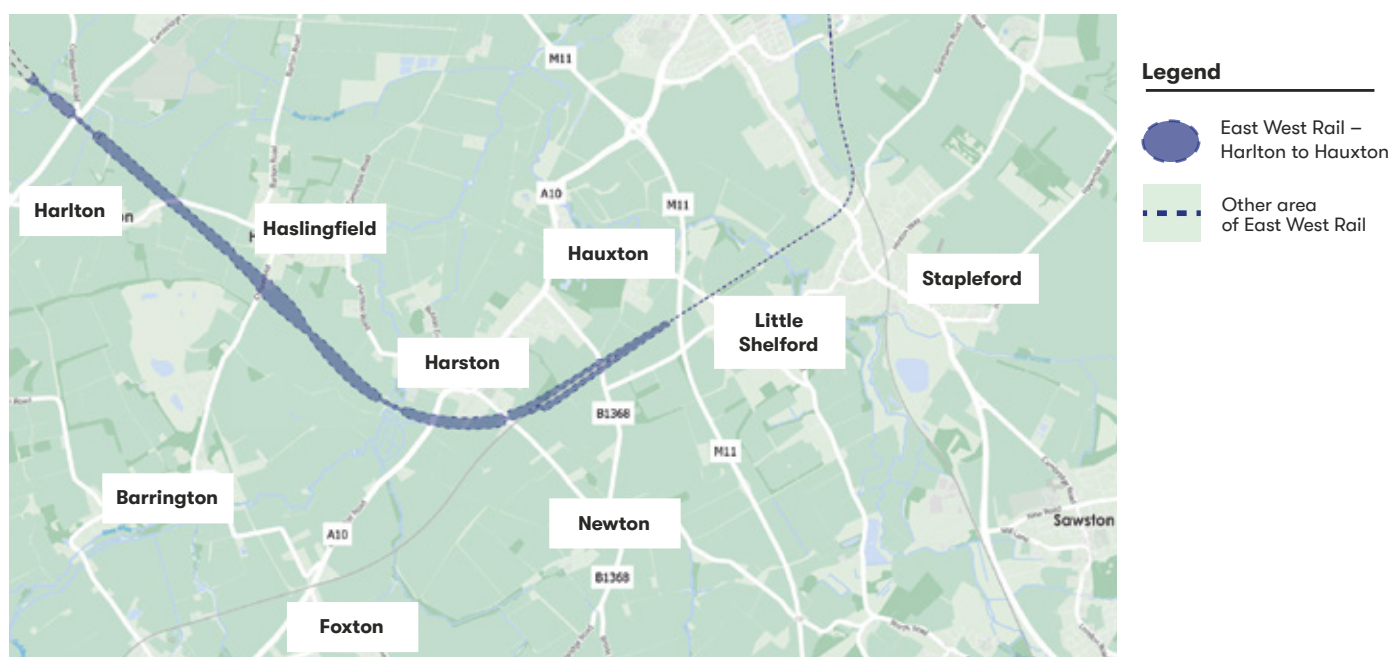 M11
Legend
East West Rail –
Harlton to Hauxton
A10
M11
Harlton
on
Haslingfield
Other area
of East West Rail
Hauxton
Stapleford
Little
Shelford
Harston
B1368
M11
Barrington
Newton
A10
Sawston
B1368
Foxton